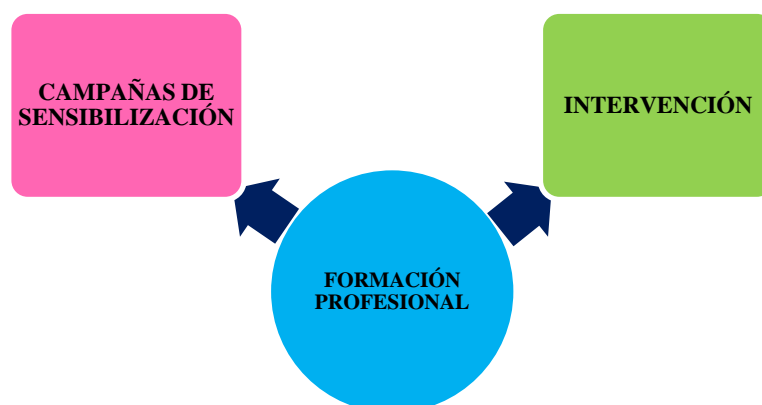 CAMPAÑAS DE
SENSIBILIZACIÓN
INTERVENCIÓN
FORMACIÓN
PROFESIONAL